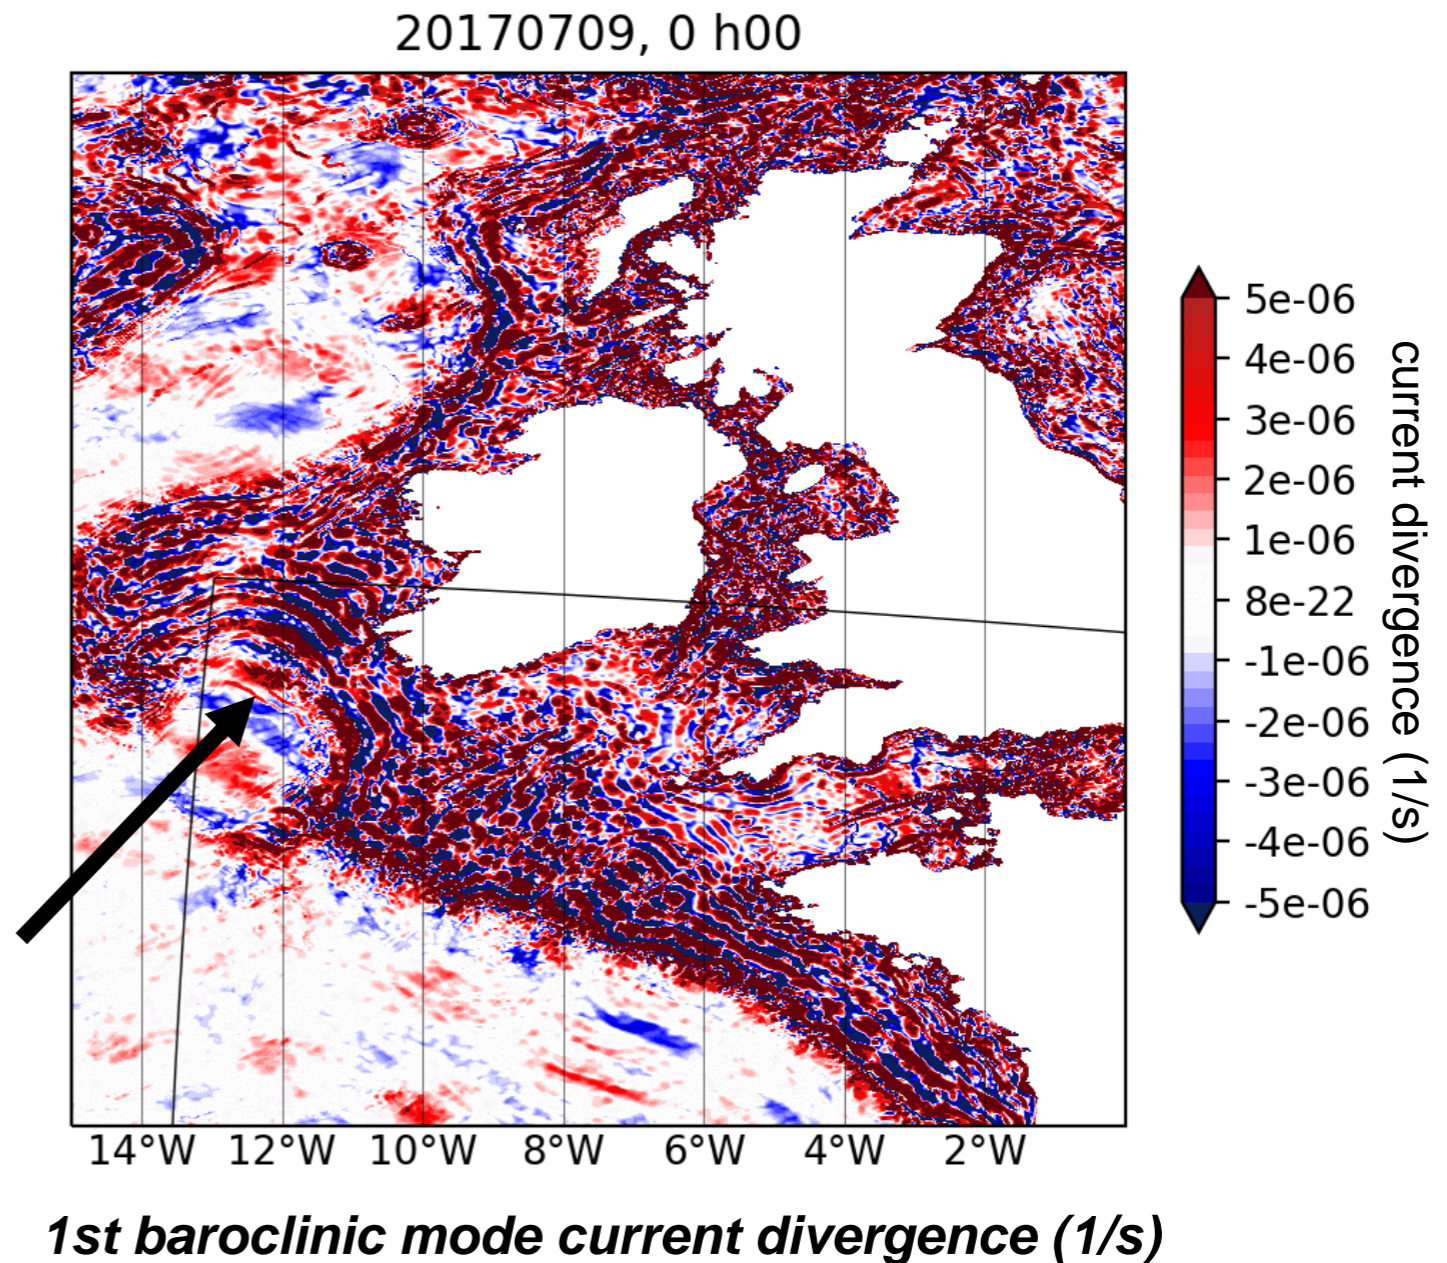 20170709, 0 h00
5e-06
4e-06
3e-06
2e-06
1e-06
8e-22
-1e-06
-2e-06
-3e-06
-4e-06
-5e-06
current divergence (1/s)
14°W 12°W 10°W 8°W 6°W 4°W 2°W
1st baroclinic mode current divergence (1/s)